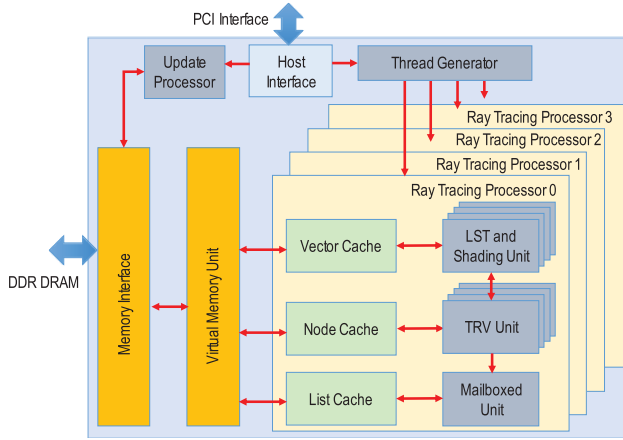 PCI Interface
Update
Processor
Host
Interface
Thread Generator
Ray Tracing Processor 3
Ray Tracing Processor 2
Ray Tracing Processor 1
Ray Tracing Processor 0
Vector Cache
LST and
Shading Unit
DDR DRAM
Memory Interface
Virtual Memory Unit
Node Cache
TRV Unit
List Cache
Mailboxed
Unit